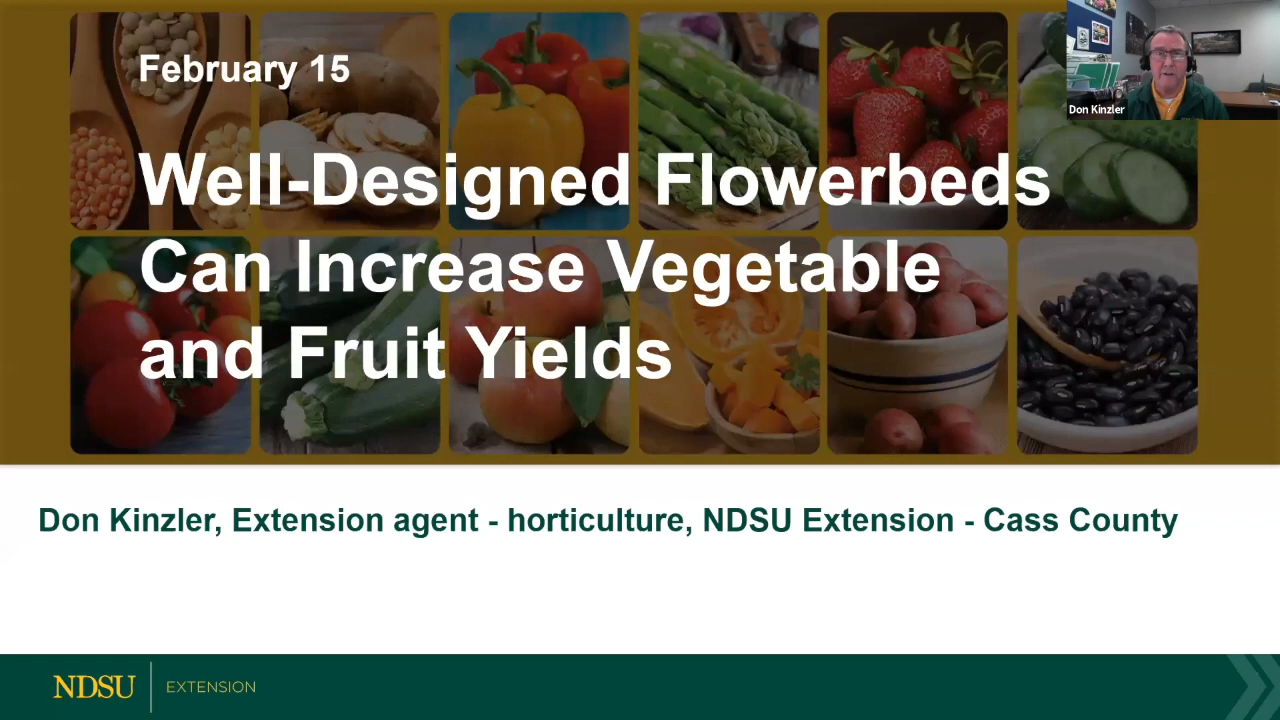 February 15
Don Kinzler
Well-Designed Flowerbeds
Can Increase Vegetable
and Fruit Yields
Don Kinzler, Extension agent - horticulture, NDSU Extension - Cass County
NDSU EXTENSION